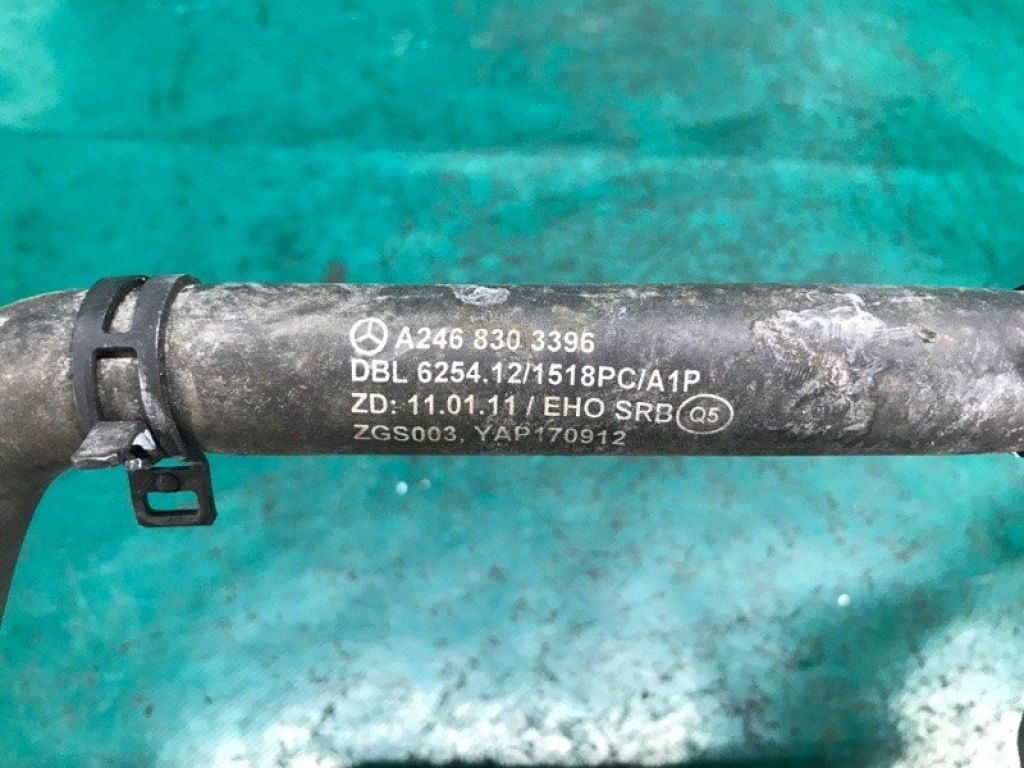 A246 830 3396
DBL 6254.12/1518PC/A1P
ZD: 11.01.11 / EHO SRB Q5
ZGS003, YAP170912